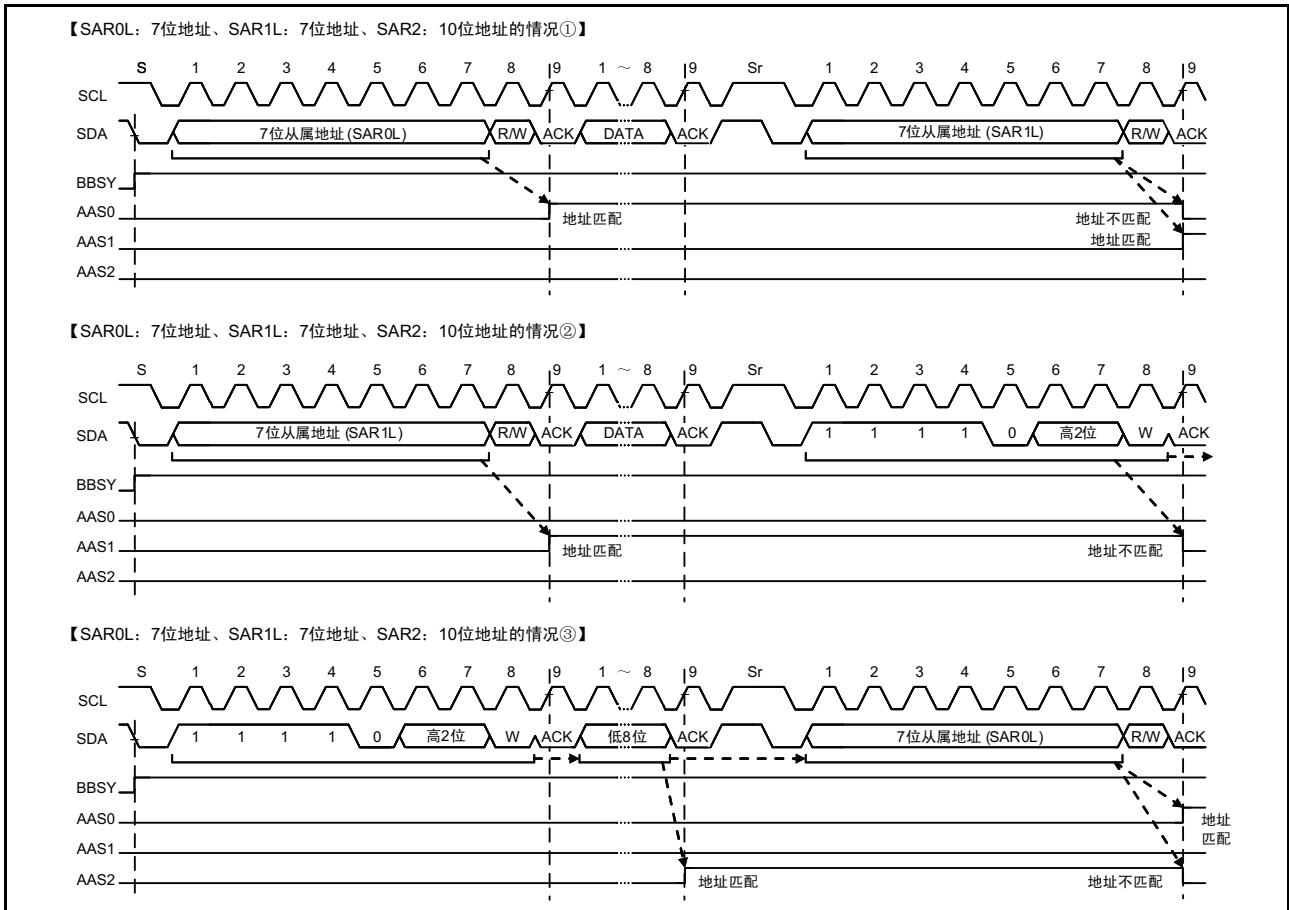 【SAR0L：7位地址、SAR1L：7位地址、SAR2：10位地址的情况①】
S 1 2 3 4 5 6 7 8 9 1 ～ 8 9 Sr 1 2 3 4 5 6 7 8 9
SCL
SDA 7位从属地址 (SAR0L) R/W ACK DATA ACK 7位从属地址 (SAR1L) R/W ACK
BBSY
AAS0 地址匹配 地址不匹配
AAS1 地址匹配
AAS2
【SAR0L：7位地址、SAR1L：7位地址、SAR2：10位地址的情况②】
S 1 2 3 4 5 6 7 8 9 1 ～ 8 9 Sr 1 2 3 4 5 6 7 8 9
SCL
SDA 7位从属地址 (SAR1L) R/W ACK DATA ACK 1 1 1 1 0 高2位 W ACK
BBSY
AAS0
AAS1 地址匹配 地址不匹配
AAS2
【SAR0L：7位地址、SAR1L：7位地址、SAR2：10位地址的情况③】
S 1 2 3 4 5 6 7 8 9 1 ～ 8 9 Sr 1 2 3 4 5 6 7 8 9
SCL
SDA 1 1 1 1 0 高2位 W ACK 低8位 ACK 7位从属地址 (SAR0L) R/W ACK
BBSY
AAS0 地址
匹配
AAS1
AAS2 地址匹配 地址不匹配